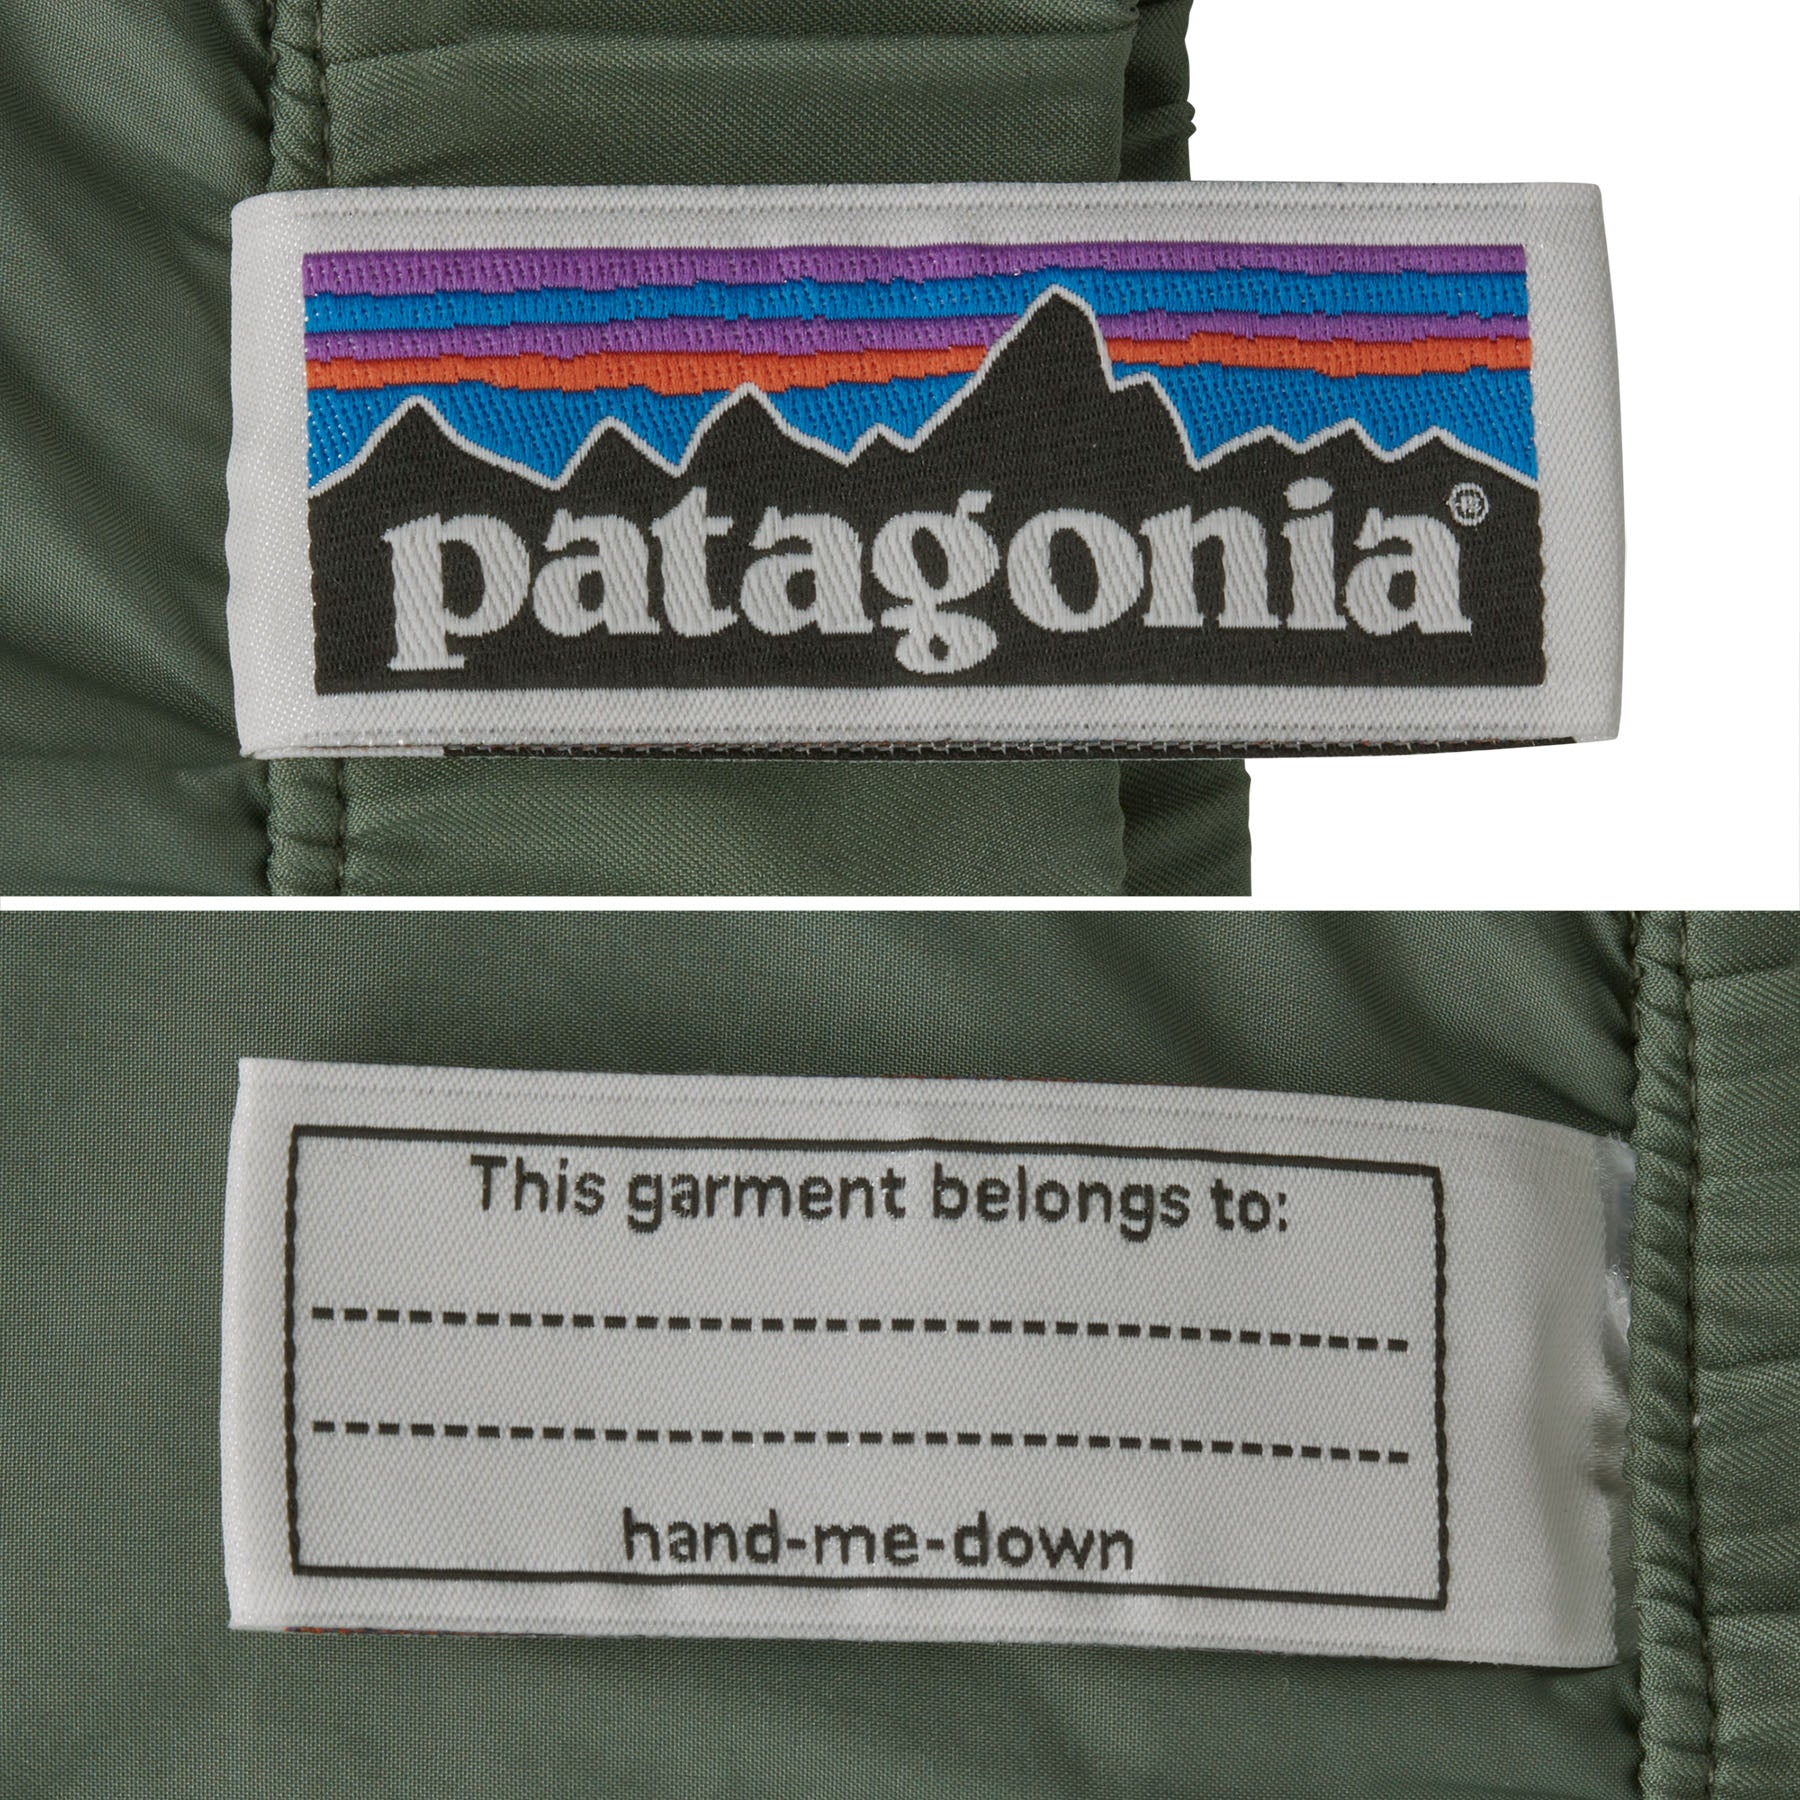 patagonia®
This garment belongs to:
hand-me-down